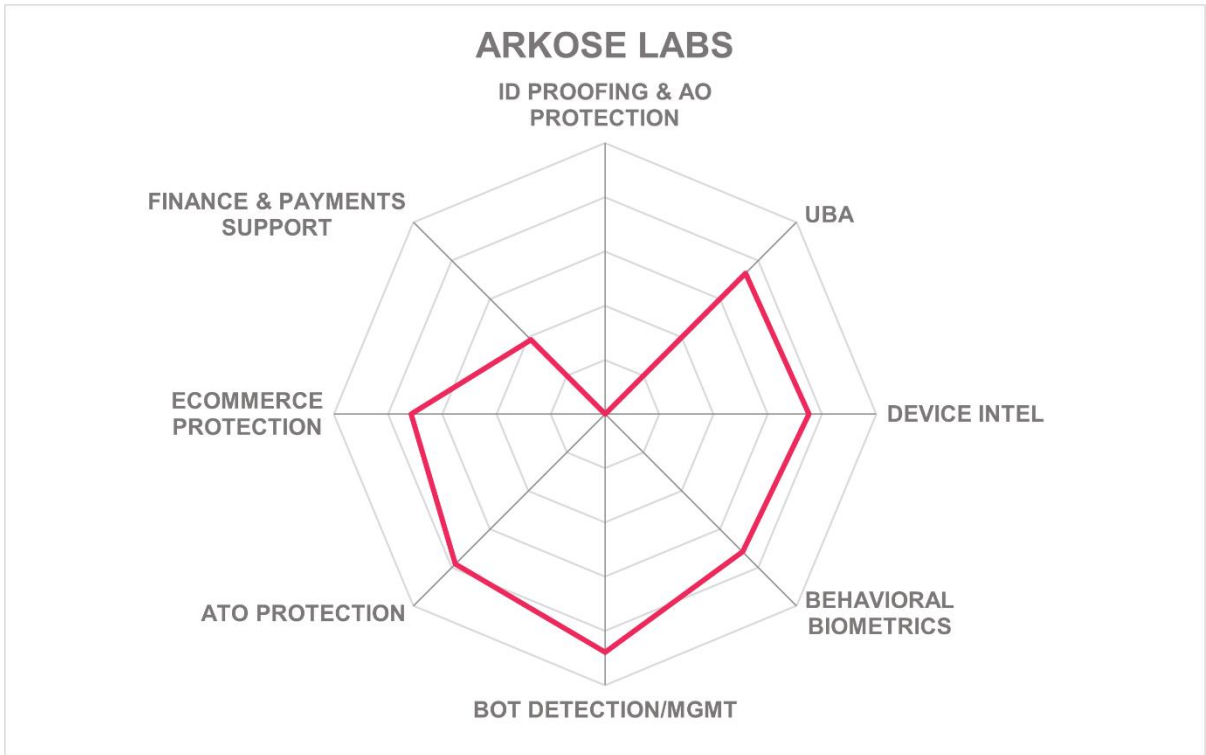 ARKOSE LABS
ID PROOFING & AO
PROTECTION
UBA
DEVICE INTEL
BEHAVIORAL
BIOMETRICS
BOT DETECTION/MGMT
ATO PROTECTION
ECOMMERCE
PROTECTION
FINANCE & PAYMENTS
SUPPORT